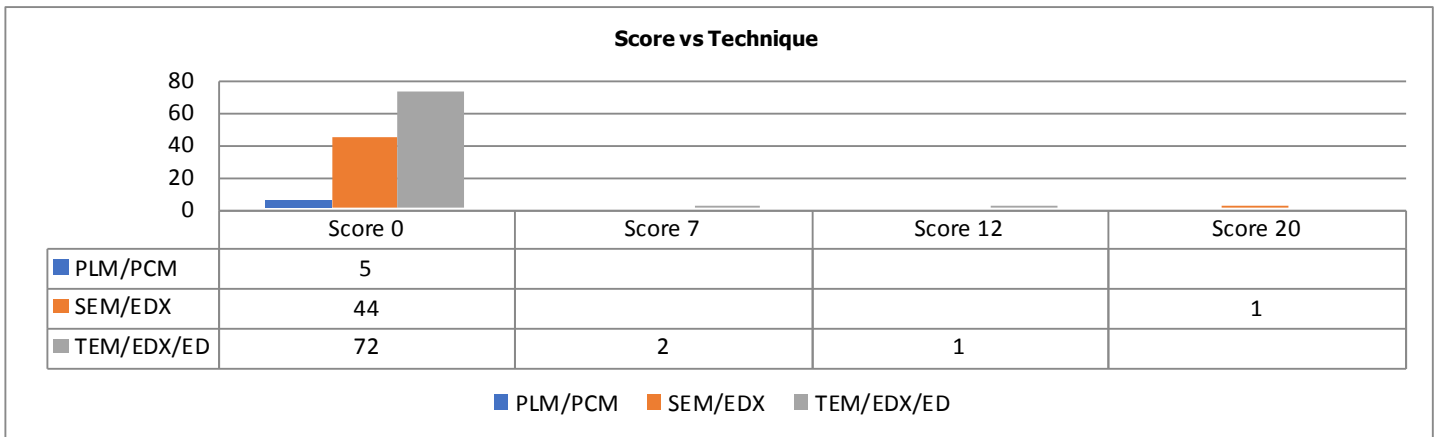 Score vs Technique
80
60
40
20
0
Score 0 Score 7 Score 12 Score 20
PLM/PCM 5
SEM/EDX 44 1
TEM/EDX/ED 72 2 1
PLM/PCM SEM/EDX TEM/EDX/ED